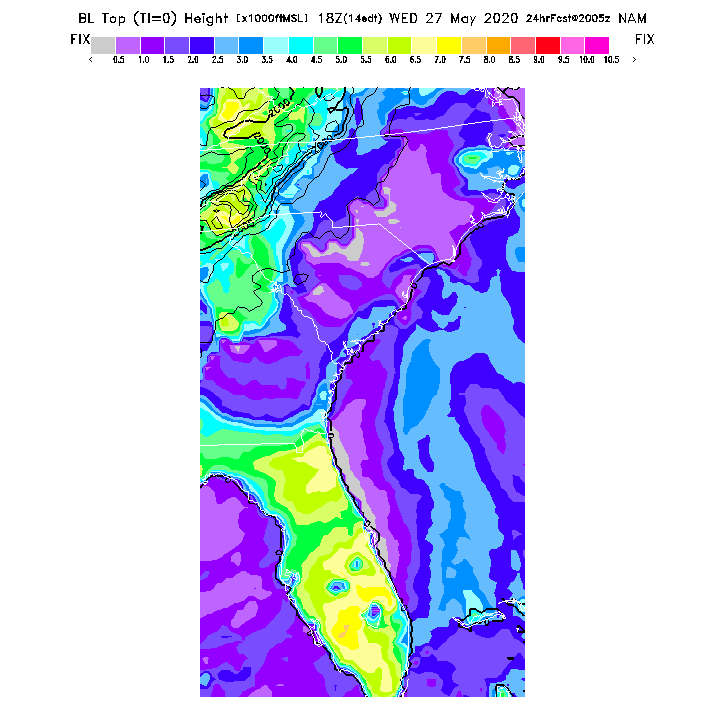 BL Top (TI=0) Height [x1000ftMSL] 18Z(14edt) WED 27 May 2020 24hrFcst@2005z NAM
FIX FIX
< 0.5 1.0 1.5 2.0 2.5 3.0 3.5 4.0 4.5 5.0 5.5 6.0 6.5 7.0 7.5 8.0 8.5 9.0 9.5 10.0 10.5 >
2000
2000